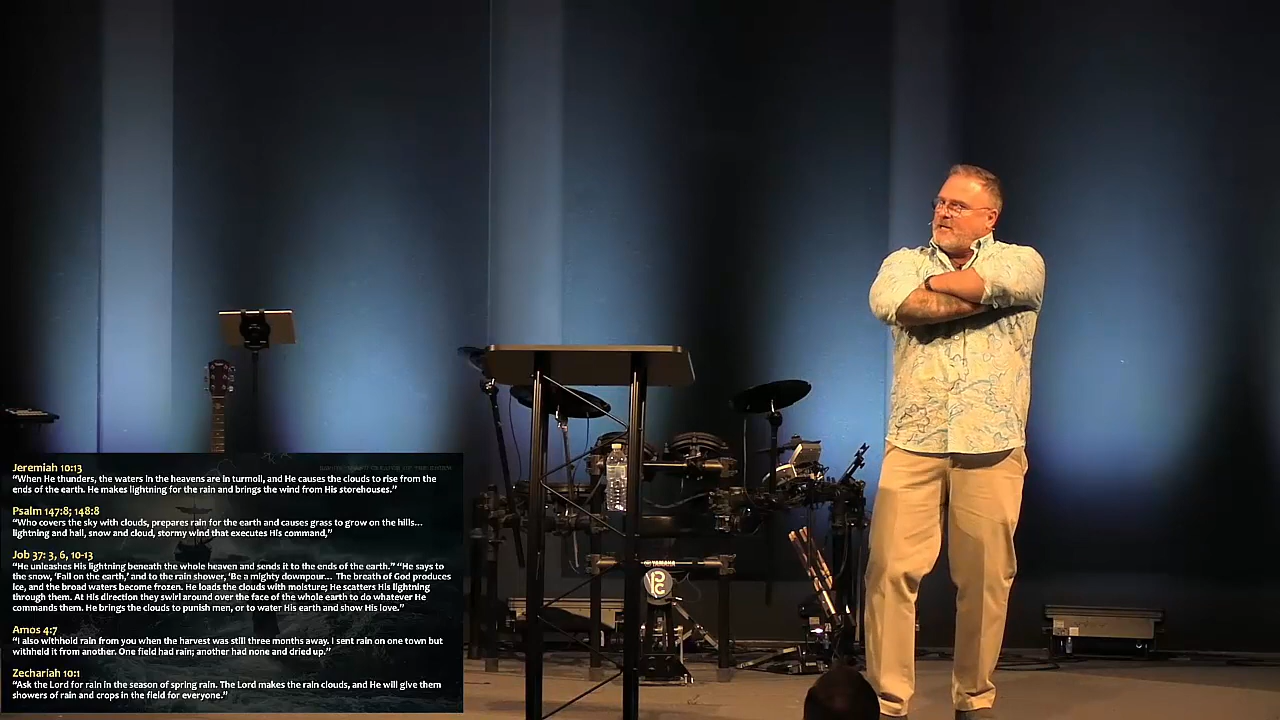 Jeremiah 10:13
“When He thunders, the waters in the heavens are in turmoil, and He causes the clouds to rise from the
ends of the earth. He makes lightning for the rain and brings the wind from His storehouses.”
Psalm 147:8; 148:8
“Who covers the sky with clouds, prepares rain for the earth and causes grass to grow on the hills...
lightning and hail, snow and cloud, stormy wind that executes His command,”
Job 37: 3, 6, 10-13
“He unleashes His lightning beneath the whole heaven and sends it to the ends of the earth.” “He says to
the snow, ‘Fall on the earth,’ and to the rain shower, ‘Be a mighty downpour... The breath of God produces
ice, and the broad waters become frozen. He loads the clouds with moisture; He scatters His lightning
through them. At His direction they swirl around over the face of the whole earth to do whatever He
commands them. He brings the clouds to punish men, or to water His earth and show His love.”
Amos 4:7
“I also withhold rain from you when the harvest was still three months away. I sent rain on one town but
withheld it from another. One field had rain; another had none and dried up.”
Zechariah 10:1
“Ask the Lord for rain in the season of spring rain. The Lord makes the rain clouds, and He will give them
showers of rain and crops in the field for everyone.”
YAMAHA